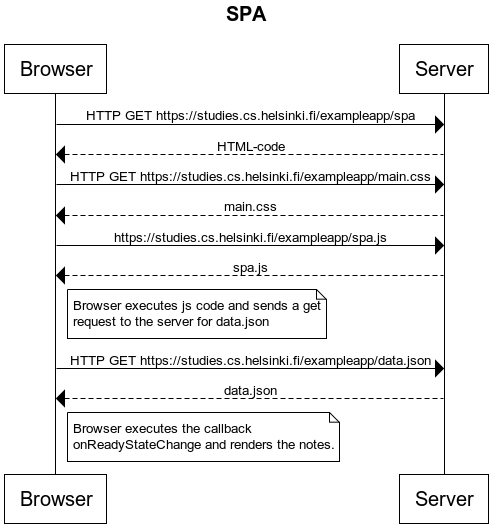 SPA
Browser
Server
HTTP GET https://studies.cs.helsinki.fi/exampleapp/spa
HTML-code
HTTP GET https://studies.cs.helsinki.fi/exampleapp/main.css
main.css
https://studies.cs.helsinki.fi/exampleapp/spa.js
spa.js
Browser executes js code and sends a get
request to the server for data.json
HTTP GET https://studies.cs.helsinki.fi/exampleapp/data.json
data.json
Browser executes the callback
onReadyStateChange and renders the notes.
Browser
Server